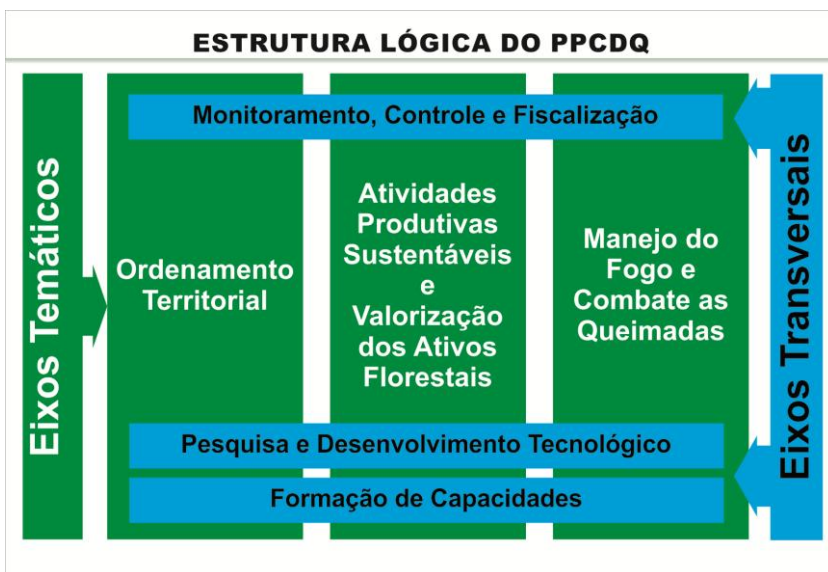 ESTRUTURA LÓGICA DO PPCDQ
Eixos Temáticos
Monitoramento, Controle e Fiscalização
Ordenamento
Territorial
Atividades
Produtivas
Sustentáveis
e
Valorização
dos Ativos
Florestais
Manejo do
Fogo e
Combate as
Queimadas
Pesquisa e Desenvolvimento Tecnológico
Formação de Capacidades
Eixos Transversais